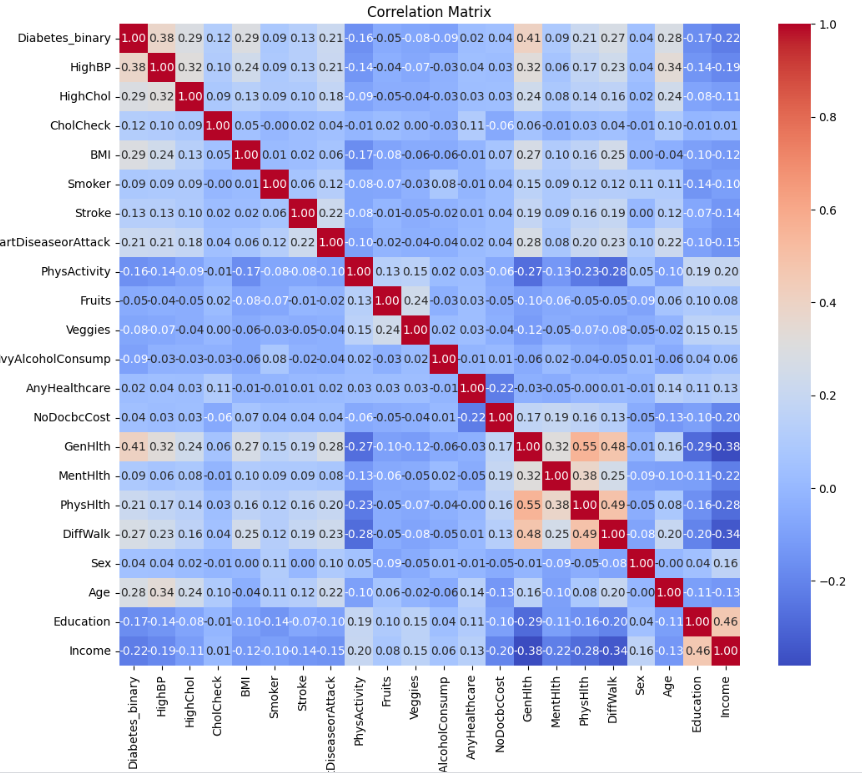 Correlation Matrix
Diabetes_binary 1.00 0.38 0.29 0.12 0.29 0.09 0.13 0.21 -0.16 -0.05 -0.08 -0.09 0.02 0.04 0.41 0.09 0.21 0.27 0.04 0.28 -0.17 -0.22
HighBP 0.38 1.00 0.32 0.10 0.24 0.09 0.13 0.21 -0.14 -0.04 -0.07 -0.03 0.04 0.03 0.32 0.06 0.17 0.23 0.04 0.34 -0.14 -0.19
HighChol 0.29 0.32 1.00 0.09 0.13 0.09 0.10 0.18 -0.09 -0.05 -0.04 -0.03 0.03 0.03 0.24 0.08 0.14 0.16 0.02 0.24 -0.08 -0.11
CholCheck 0.12 0.10 0.09 1.00 0.05 -0.00 0.02 0.04 -0.01 0.02 0.00 -0.03 0.11 -0.06 0.06 -0.01 0.03 0.04 -0.01 0.10 -0.01 0.01
BMI 0.29 0.24 0.13 0.05 1.00 0.01 0.02 0.06 -0.17 -0.08 -0.06 -0.06 -0.01 0.07 0.27 0.10 0.16 0.25 0.00 -0.04 -0.10 -0.12
Smoker 0.09 0.09 0.09 -0.00 0.01 1.00 0.06 0.12 -0.08 -0.07 -0.03 0.08 -0.01 0.04 0.15 0.09 0.12 0.12 0.11 0.11 -0.14 -0.10
Stroke 0.13 0.13 0.10 0.02 0.02 0.06 1.00 0.22 -0.08 -0.01 -0.05 -0.02 0.01 0.04 0.19 0.09 0.16 0.19 0.00 0.12 -0.07 -0.14
artDiseaseorAttack 0.21 0.21 0.18 0.04 0.06 0.12 0.22 1.00 -0.10 -0.02 -0.04 -0.04 0.02 0.04 0.28 0.08 0.20 0.23 0.10 0.22 -0.10 -0.15
PhysActivity -0.16 -0.14 -0.09 -0.01 -0.17 -0.08 -0.08 -0.10 1.00 0.13 0.15 0.02 0.03 -0.06 -0.27 -0.13 -0.23 -0.28 0.05 -0.10 0.19 0.20
Fruits -0.05 -0.04 -0.05 0.02 -0.08 -0.07 -0.01 -0.02 0.13 1.00 0.24 -0.03 0.03 -0.05 -0.10 -0.06 -0.05 -0.05 -0.09 0.06 0.10 0.08
Veggies -0.08 -0.07 -0.04 0.00 -0.06 -0.03 -0.05 -0.04 0.15 0.24 1.00 0.02 0.03 -0.04 -0.12 -0.05 -0.07 -0.08 -0.06 -0.02 0.15 0.15
vyAlcoholConsump -0.09 -0.03 -0.03 -0.03 -0.06 0.08 -0.02 -0.04 0.02 -0.03 0.02 1.00 -0.01 0.01 -0.06 0.02 -0.04 -0.05 0.01 -0.06 0.04 0.06
AnyHealthcare 0.02 0.04 0.03 0.11 -0.01 -0.01 0.01 0.02 0.03 0.03 0.03 -0.01 1.00 -0.22 -0.03 -0.05 -0.00 0.01 -0.01 0.14 0.11 0.13
NoDocbcCost 0.04 0.03 0.03 -0.06 0.07 0.04 0.04 0.04 -0.06 -0.05 -0.04 0.01 -0.22 1.00 0.17 0.19 0.16 0.13 -0.05 -0.13 -0.10 -0.20
GenHlth 0.41 0.32 0.24 0.06 0.27 0.15 0.19 0.28 -0.27 -0.10 -0.12 -0.06 -0.03 0.17 1.00 0.32 0.55 0.48 -0.01 0.16 -0.29 -0.38
MentHlth 0.09 0.06 0.08 -0.01 0.10 0.09 0.09 0.08 -0.13 -0.06 -0.05 0.02 -0.05 0.19 0.32 1.00 0.38 0.25 -0.09 -0.10 -0.11 -0.22
PhysHlth 0.21 0.17 0.14 0.03 0.16 0.12 0.16 0.20 -0.23 -0.05 -0.07 -0.04 -0.00 0.16 0.55 0.38 1.00 0.49 -0.05 0.08 -0.16 -0.28
DiffWalk 0.27 0.23 0.16 0.04 0.25 0.12 0.19 0.23 -0.28 -0.05 -0.08 -0.05 0.01 0.13 0.48 0.25 0.49 1.00 -0.08 0.20 -0.20 -0.34
Sex 0.04 0.04 0.02 -0.01 0.00 0.11 0.00 0.10 0.05 -0.09 -0.05 0.01 -0.01 -0.05 -0.01 -0.09 -0.05 -0.08 1.00 -0.00 0.04 0.16
Age 0.28 0.34 0.24 0.10 -0.04 0.11 0.12 0.22 -0.10 0.06 -0.02 -0.06 0.14 -0.13 0.16 -0.10 0.08 0.20 -0.00 1.00 -0.11 -0.13
Education -0.17 -0.14 -0.08 -0.01 -0.10 -0.14 -0.07 -0.10 0.19 0.10 0.15 0.04 0.11 -0.10 -0.29 -0.11 -0.16 -0.20 0.04 -0.11 1.00 0.46
Income -0.22 -0.19 -0.11 0.01 -0.12 -0.10 -0.14 -0.15 0.20 0.08 0.15 0.06 0.13 -0.20 -0.38 -0.22 -0.28 -0.34 0.16 -0.13 0.46 1.00
Diabetes_binary
HighBP
HighChol
CholCheck
BMI
Smoker
Stroke
DiseaseorAttack
PhysActivity
Fruits
Veggies
AlcoholConsump
AnyHealthcare
NoDocbcCost
GenHlth
MentHlth
PhysHlth
DiffWalk
Sex
Age
Education
Income
1.0
0.8
0.6
0.4
0.2
0.0
−0.2